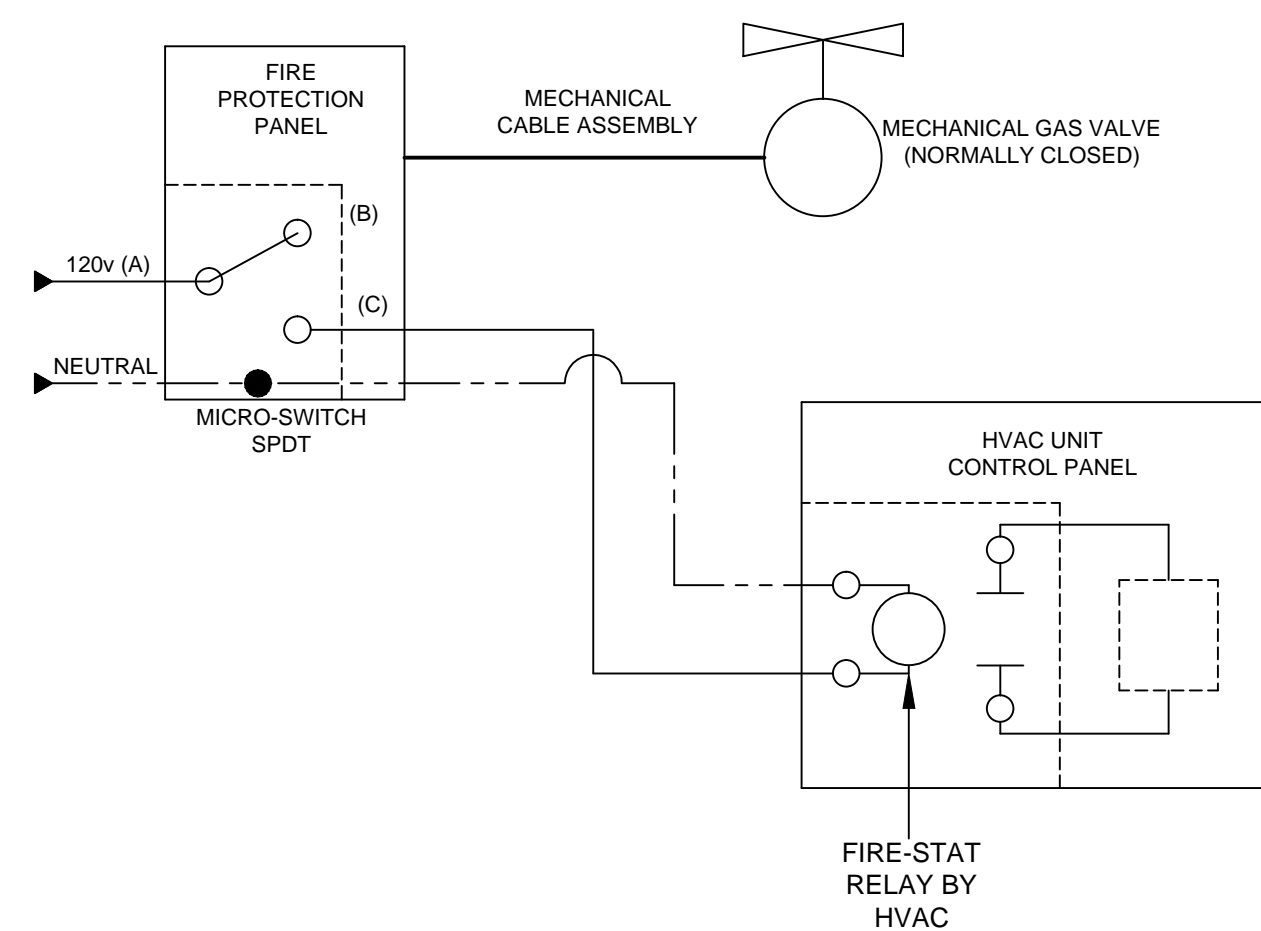 FIRE
PROTECTION
PANEL
MECHANICAL
CABLE ASSEMBLY
MECHANICAL GAS VALVE
(NORMALLY CLOSED)
(B)
120v (A)
(C)
NEUTRAL
MICRO-SWITCH
SPDT
HVAC UNIT
CONTROL PANEL
FIRE-STAT
RELAY BY
HVAC